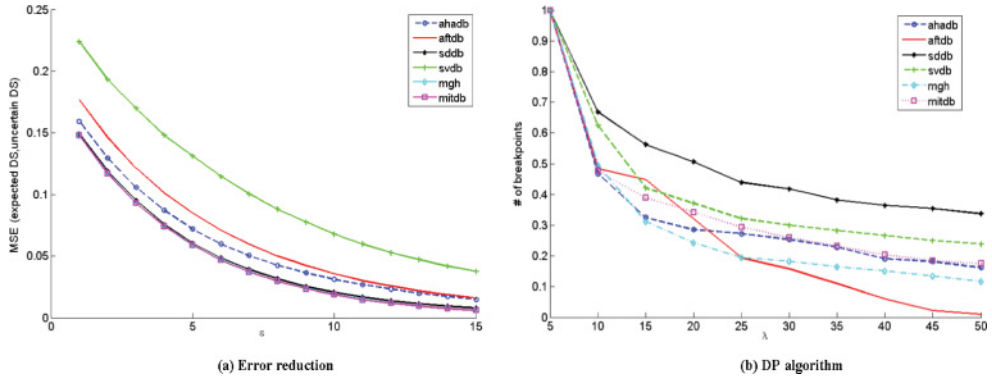 0.25
0.2
0.15
0.1
0.05
0
MSE (expected DS,uncertain DS)
0
5
10
15
ahadb
aftdb
sddb
svdb
mgh
mitdb
(a) Error reduction
1
0.9
0.8
0.7
0.6
0.5
0.4
0.3
0.2
0.1
0
# of breakpoints
5
10
15
20
25
30
35
40
45
50
λ
ahadb
aftdb
sddb
svdb
mgh
mitdb
(b) DP algorithm